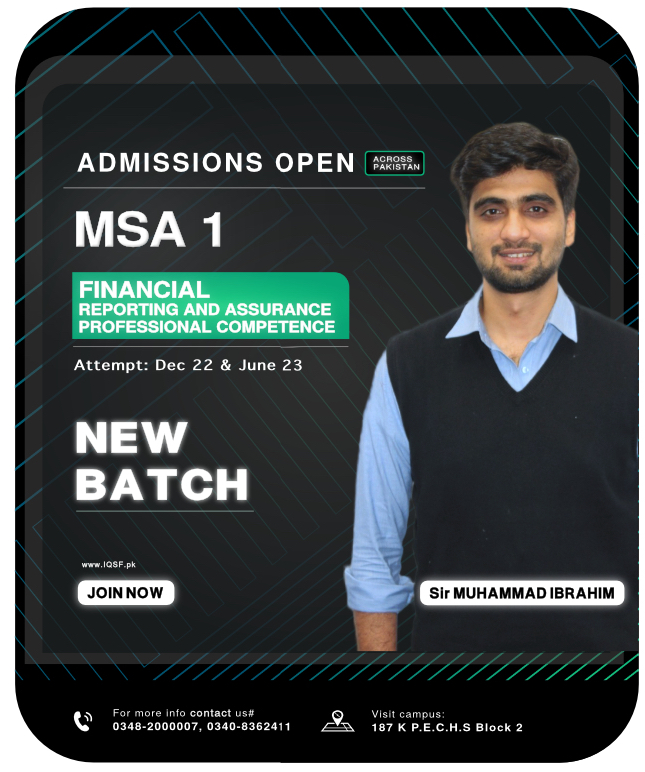 ADMISSIONS OPEN
ACROSS
PAKISTAN
MSA 1
FINANCIAL
REPORTING AND ASSURANCE
PROFESSIONAL COMPETENCE
Attempt: Dec 22 & June 23
NEW
BATCH
www.IQSF.pk
JOIN NOW
Sir MUHAMMAD IBRAHIM
For more info contact us#
0348-2000007, 0340-8362411
Visit campus:
187 K P.E.C.H.S Block 2